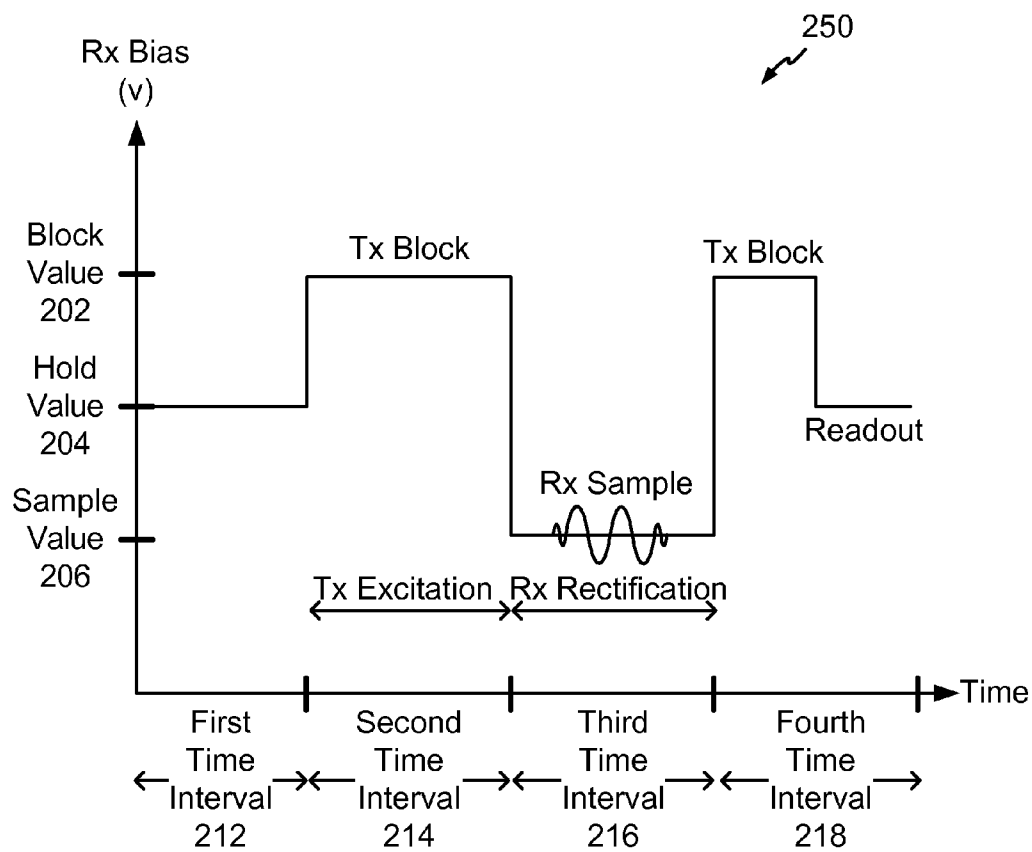 250
Rx Bias
(v)
Block
Value
202
Tx Block
Tx Block
Hold
Value
204
Readout
Sample
Value
206
Rx Sample
Tx Excitation
Rx Rectification
Time
First
Time
Interval
212
Second
Time
Interval
214
Third
Time
Interval
216
Fourth
Time
Interval
218